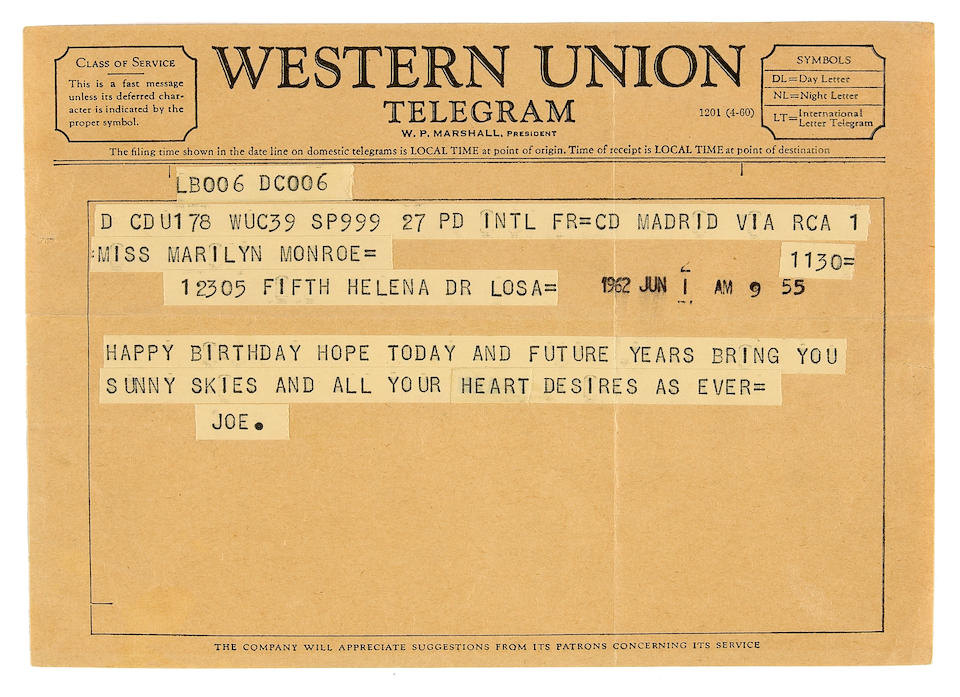 CLASS OF SERVICE
This is a fast message
unless its deferred char-
acter is indicated by the
proper symbol.
WESTERN UNION
TELEGRAM
W. P. MARSHALL, PRESIDENT
1201 (4-60)
SYMBOLS
DL=Day Letter
NL=Night Letter
LT=International Letter Telegram
The filing time shown in the date line on domestic telegrams is LOCAL TIME at point of origin. Time of receipt is LOCAL TIME at point of destination
LB006 DC006
D CDU178 WUC39 SP999 27 PD INTL FR=CD MADRID VIA RCA 1
:MISS MARILYN MONROE=
1130=
12305 FIFTH HELENA DR LOSA=
1962 JUN 1 AM 9 55
HAPPY BIRTHDAY HOPE TODAY AND FUTURE YEARS BRING YOU
SUNNY SKIES AND ALL YOUR HEART DESIRES AS EVER=
JOE.
THE COMPANY WILL APPRECIATE SUGGESTIONS FROM ITS PATRONS CONCERNING ITS SERVICE